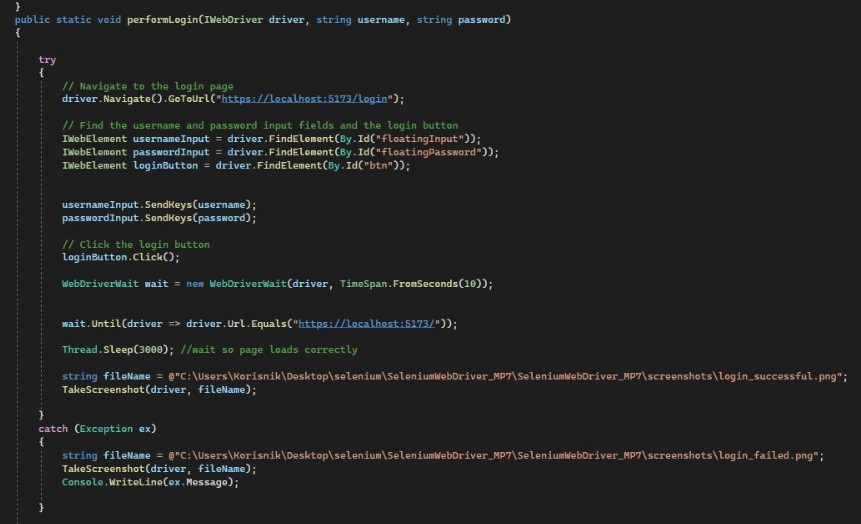 }
public static void performLogin(IWebDriver driver, string username, string password)
{
try
{
// Navigate to the login page
driver.Navigate().GoToUrl("https://localhost:5173/login");
// Find the username and password input fields and the login button
IWebElement usernameInput = driver.FindElement(By.Id("floatingInput"));
IWebElement passwordInput = driver.FindElement(By.Id("floatingPassword"));
IWebElement loginButton = driver.FindElement(By.Id("btn"));
usernameInput.SendKeys(username);
passwordInput.SendKeys(password);
// Click the login button
loginButton.Click();
WebDriverWait wait = new WebDriverWait(driver, TimeSpan.FromSeconds(10));
wait.Until(driver => driver.Url.Equals("https://localhost:5173/"));
Thread.Sleep(3000); //wait so page loads correctly
string fileName = @"C:\Users\Korisnik\Desktop\selenium\SeleniumWebDriver_MP7\SeleniumWebDriver_MP7\screenshots\login_successful.png";
TakeScreenshot(driver, fileName);
}
catch (Exception ex)
{
string fileName = @"C:\Users\Korisnik\Desktop\selenium\SeleniumWebDriver_MP7\SeleniumWebDriver_MP7\screenshots\login_failed.png";
TakeScreenshot(driver, fileName);
Console.WriteLine(ex.Message);
}